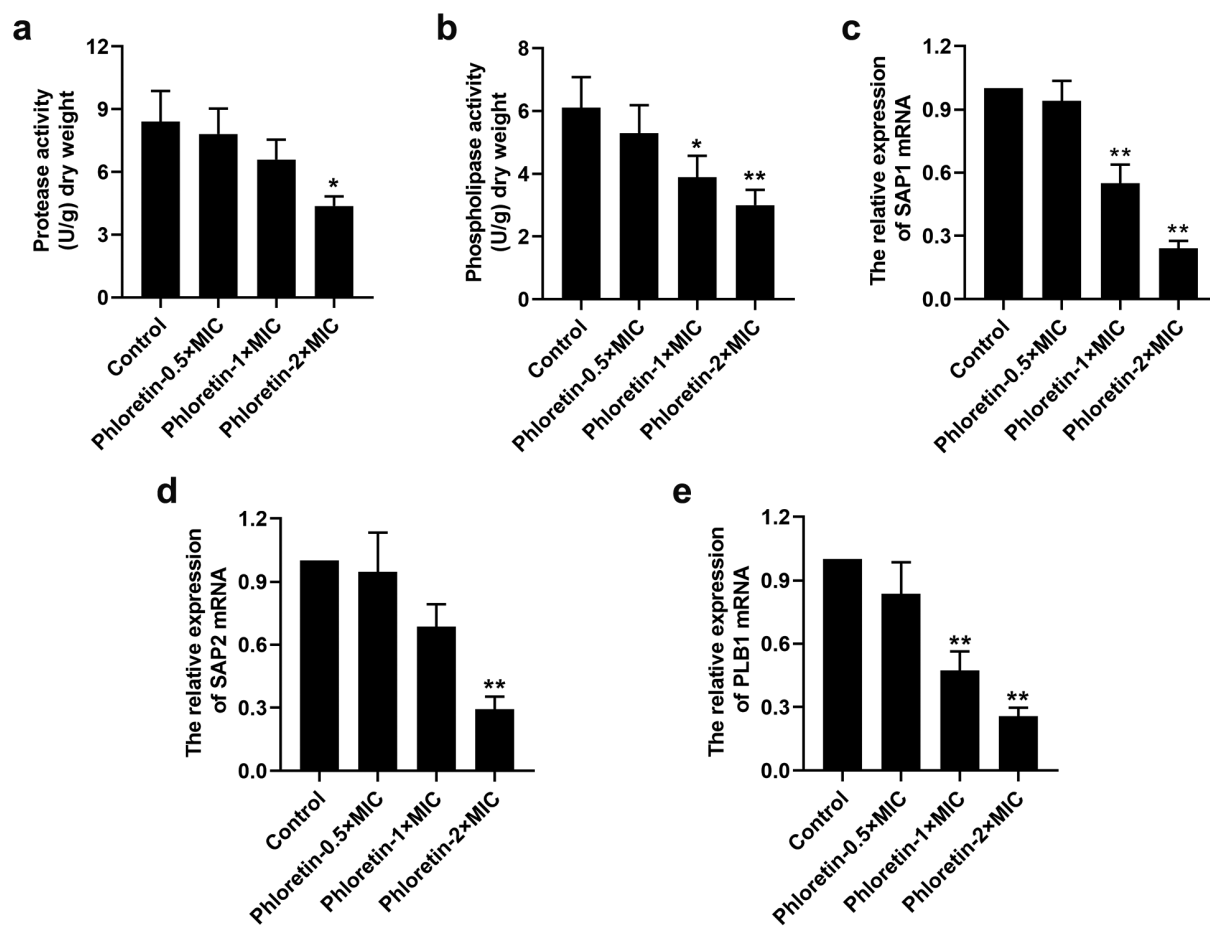 a
Protease activity
(U/g) dry weight
12
9
6
3
0
*
Control
Phloretin-0.5×MIC
Phloretin-1×MIC
Phloretin-2×MIC
b
Phospholipase activity
(U/g) dry weight
8
6
4
2
0
*
**
Control
Phloretin-0.5×MIC
Phloretin-1×MIC
Phloretin-2×MIC
c
The relative expression
of SAP1 mRNA
1.2
0.9
0.6
0.3
0.0
**
**
Control
Phloretin-0.5×MIC
Phloretin-1×MIC
Phloretin-2×MIC
d
The relative expression
of SAP2 mRNA
1.2
0.9
0.6
0.3
0.0
**
Control
Phloretin-0.5×MIC
Phloretin-1×MIC
Phloretin-2×MIC
e
The relative expression
of PLB1 mRNA
1.2
0.9
0.6
0.3
0.0
**
**
Control
Phloretin-0.5×MIC
Phloretin-1×MIC
Phloretin-2×MIC